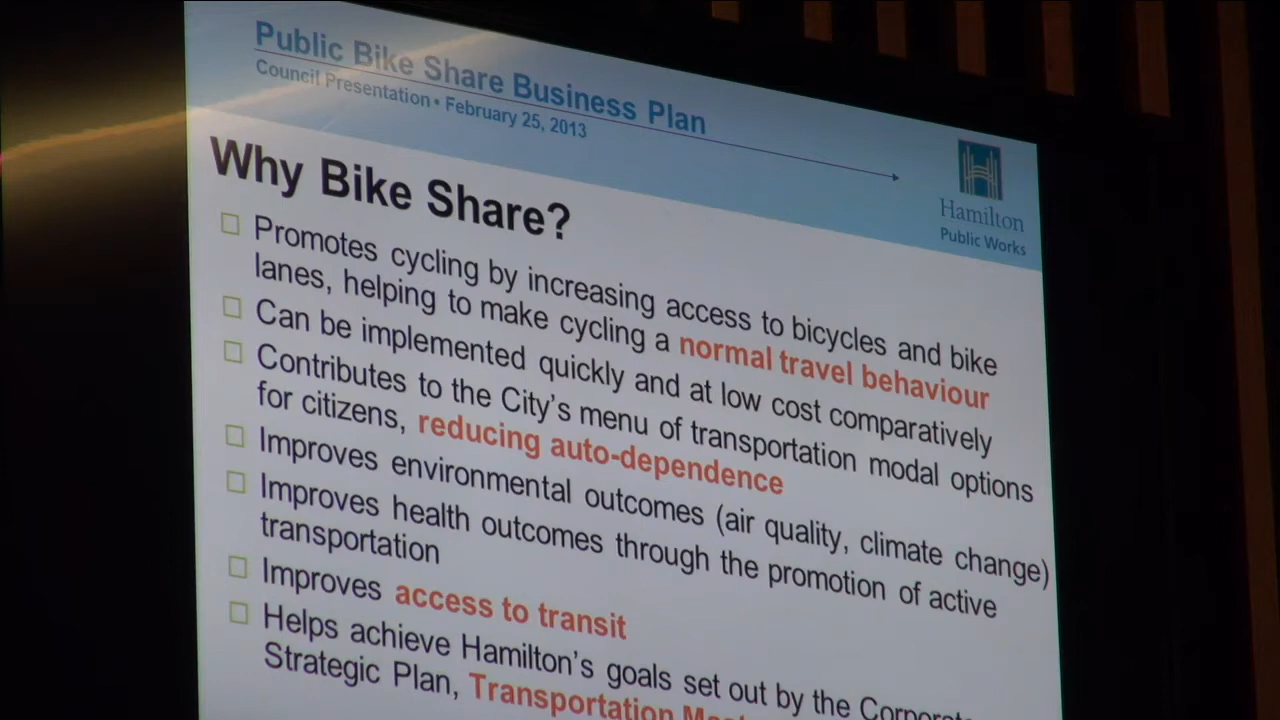 Public Bike Share Business Plan
Council Presentation • February 25, 2013
Hamilton
Public Works
Why Bike Share?
Promotes cycling by increasing access to bicycles and bike
lanes, helping to make cycling a normal travel behaviour
Can be implemented quickly and at low cost comparatively
Contributes to the City's menu of transportation modal options
for citizens, reducing auto-dependence
Improves environmental outcomes (air quality, climate change)
Improves health outcomes through the promotion of active
transportation
Improves access to transit
Helps achieve Hamilton's goals set out by the
Strategic Plan, Transportation